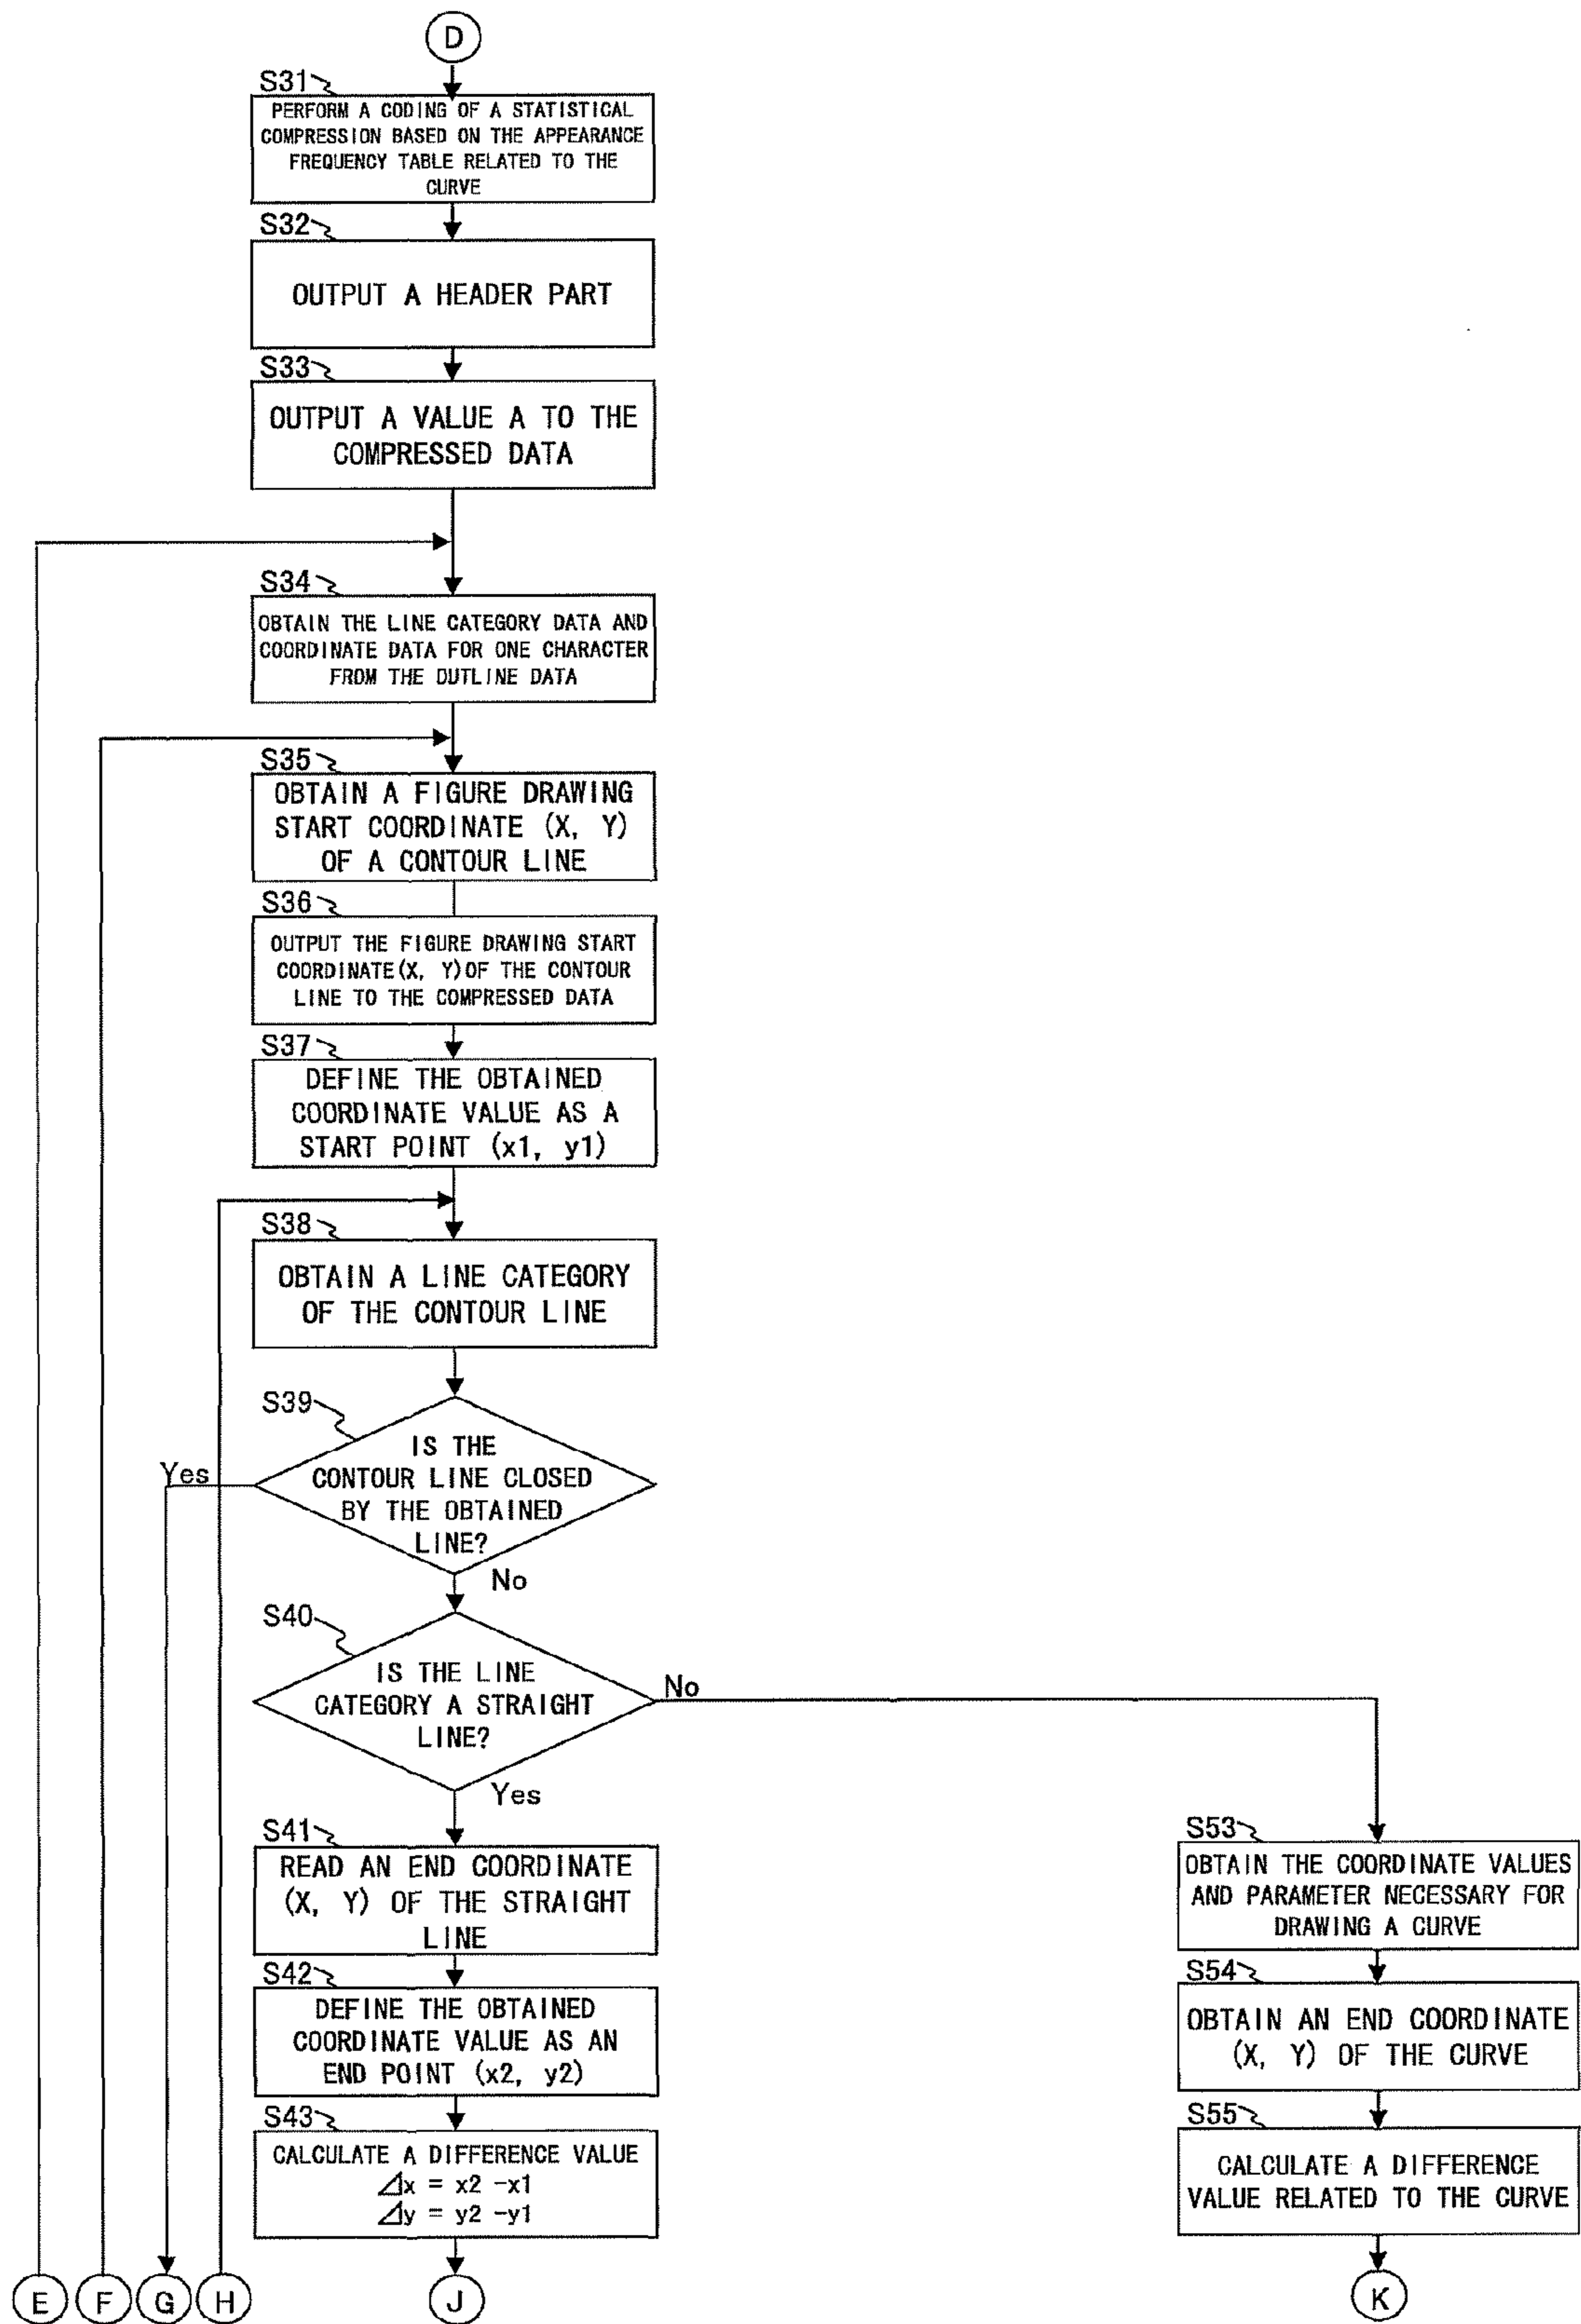 D
S31
PERFORM A CODING OF A STATISTICAL
COMPRESSION BASED ON THE APPEARANCE
FREQUENCY TABLE RELATED TO THE
CURVE
S32
OUTPUT A HEADER PART
S33
OUTPUT A VALUE A TO THE
COMPRESSED DATA
S34
OBTAIN THE LINE CATEGORY DATA AND
COORDINATE DATA FOR ONE CHARACTER
FROM THE OUTLINE DATA
S35
OBTAIN A FIGURE DRAWING
START COORDINATE (X, Y)
OF A CONTOUR LINE
S36
OUTPUT THE FIGURE DRAWING START
COORDINATE(X, Y)OF THE CONTOUR
LINE TO THE COMPRESSED DATA
S37
DEFINE THE OBTAINED
COORDINATE VALUE AS A
START POINT (x1, y1)
S38
OBTAIN A LINE CATEGORY
OF THE CONTOUR LINE
S39
IS THE
CONTOUR LINE CLOSED
BY THE OBTAINED
LINE?
Yes
No
S40
IS THE LINE
CATEGORY A STRAIGHT
LINE?
No
Yes
S41
READ AN END COORDINATE
(X, Y) OF THE STRAIGHT
LINE
S42
DEFINE THE OBTAINED
COORDINATE VALUE AS AN
END POINT (x2, y2)
S43
CALCULATE A DIFFERENCE VALUE
⊿x = x2 -x1
⊿y = y2 -y1
S53
OBTAIN THE COORDINATE VALUES
AND PARAMETER NECESSARY FOR
DRAWING A CURVE
S54
OBTAIN AN END COORDINATE
(X, Y) OF THE CURVE
S55
CALCULATE A DIFFERENCE
VALUE RELATED TO THE CURVE
E F G H J K